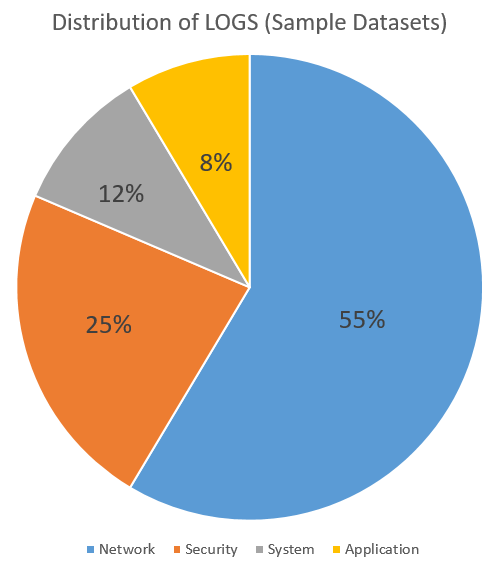 Distribution of LOGS (Sample Datasets)
8%
12%
55%
25%
Network Security System Application